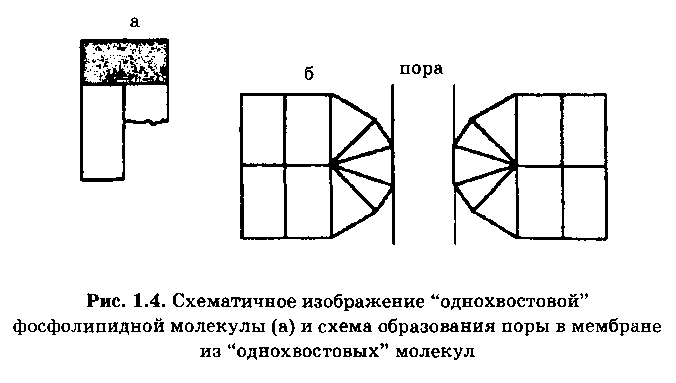 а
б
пора
Рис. 1.4. Схематичное изображение “однохвостовой”
фосфолипидной молекулы (а) и схема образования поры в мембране
из “однохвостовых” молекул